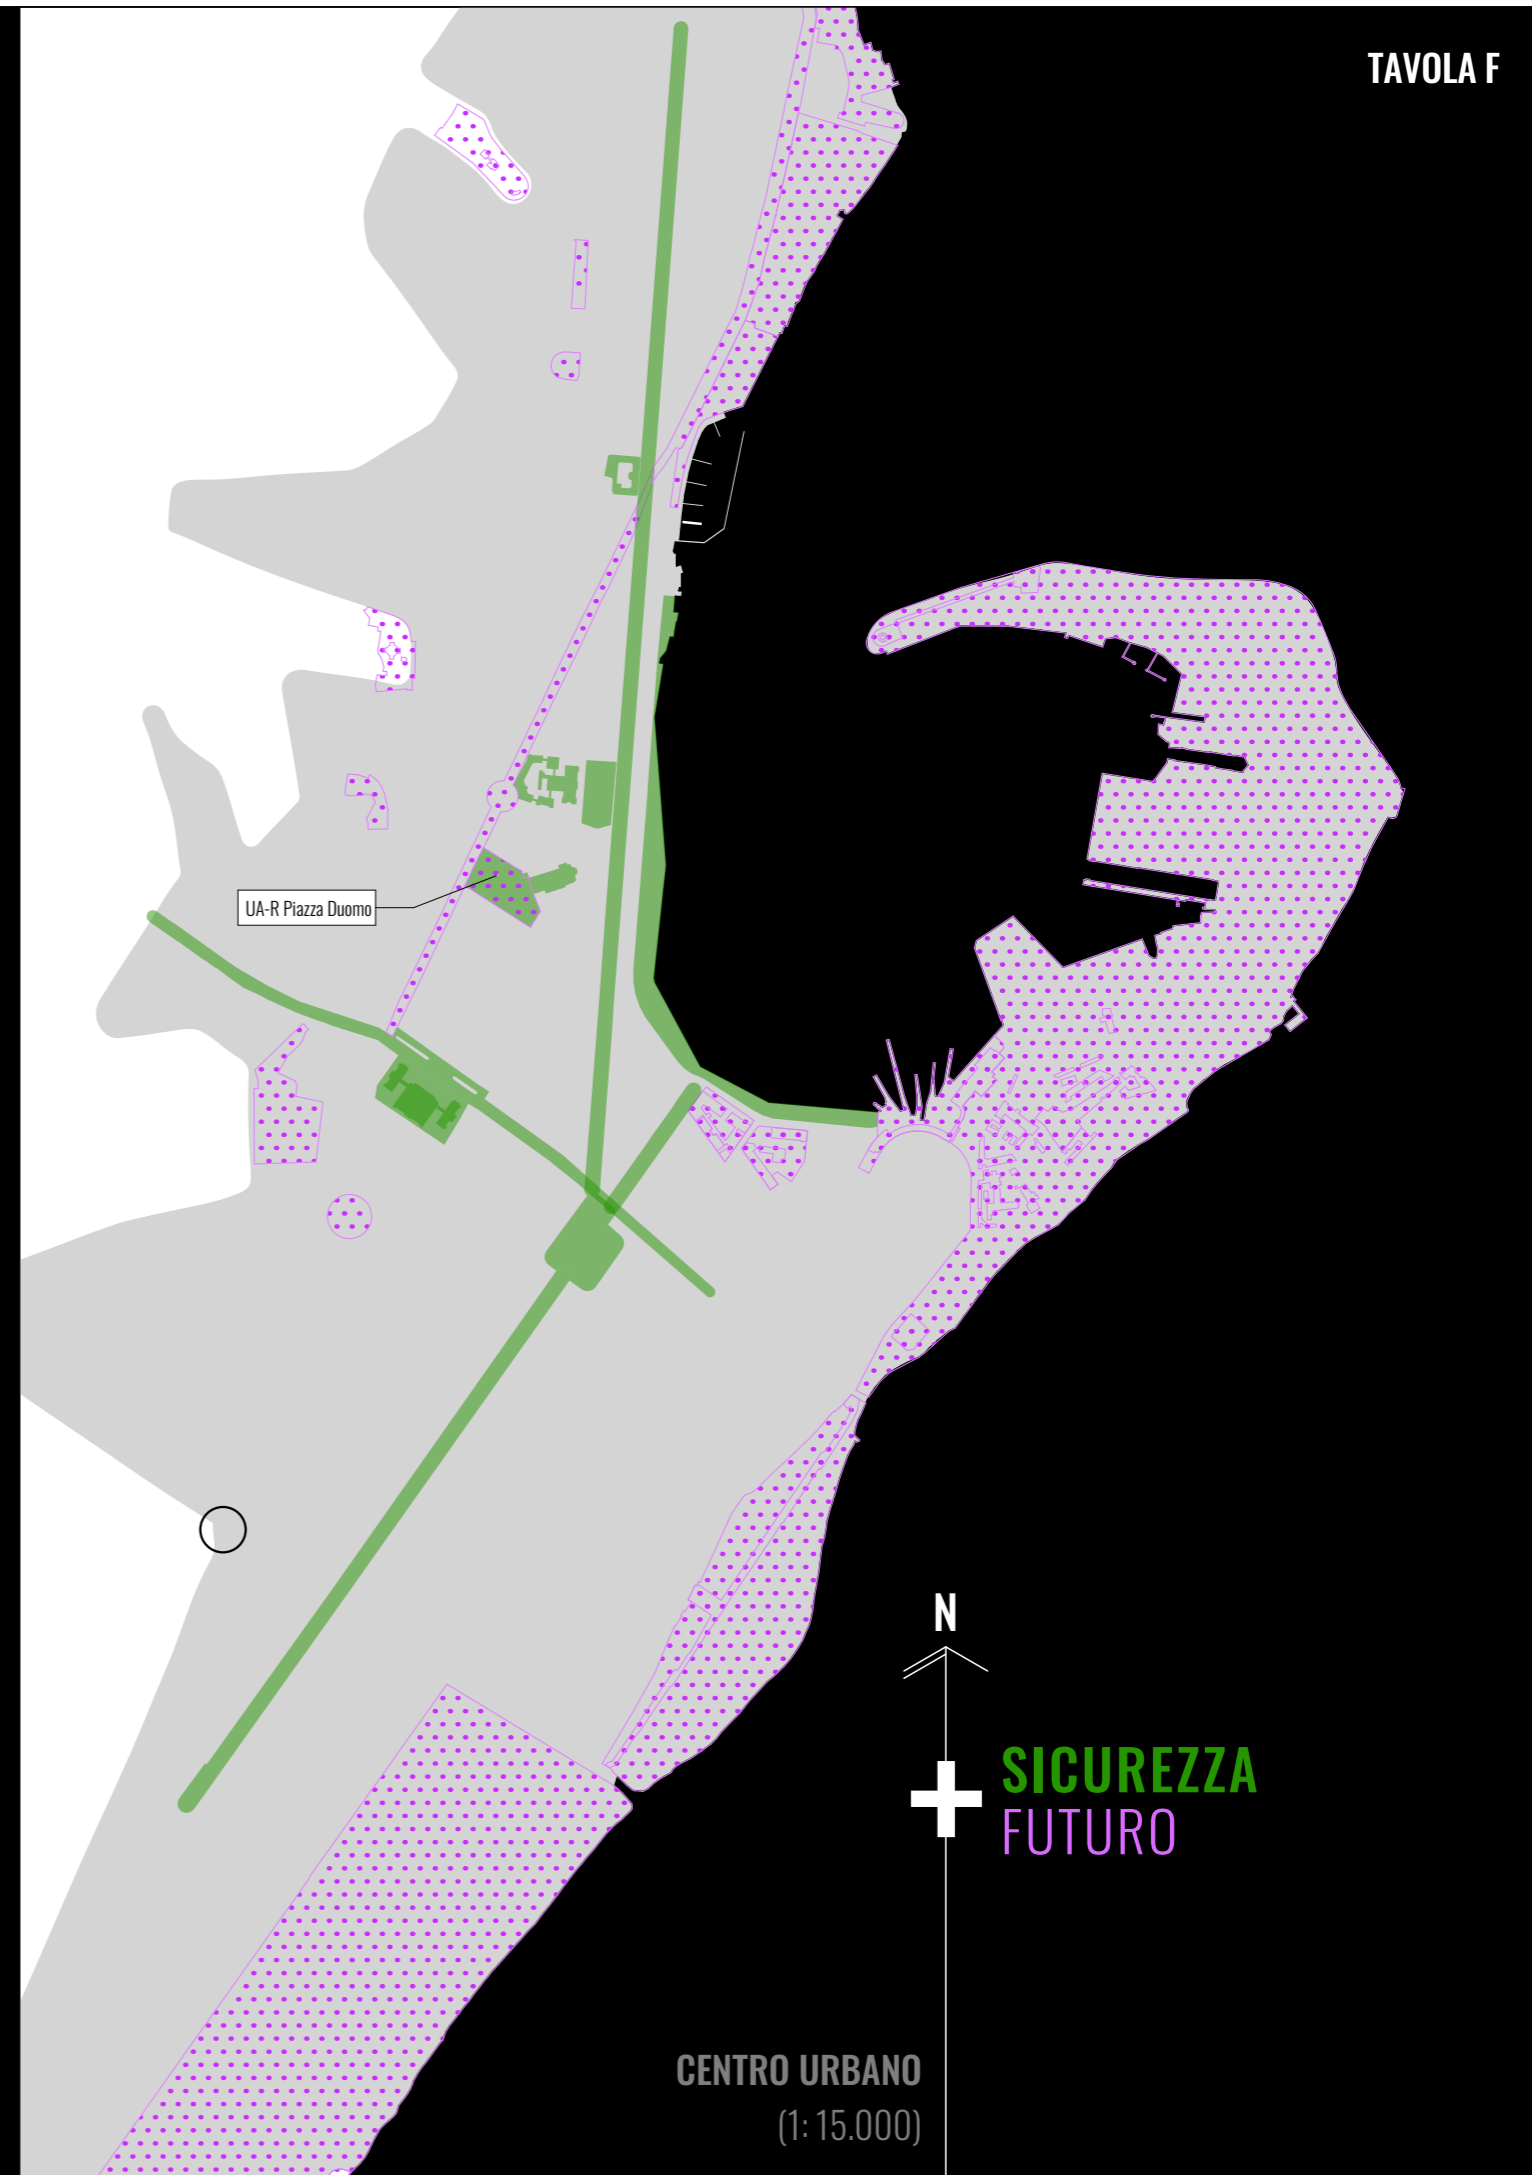 TAVOLA F
UA-R Piazza Duomo
N
SICUREZZA
FUTURO
CENTRO URBANO
(1: 15.000)